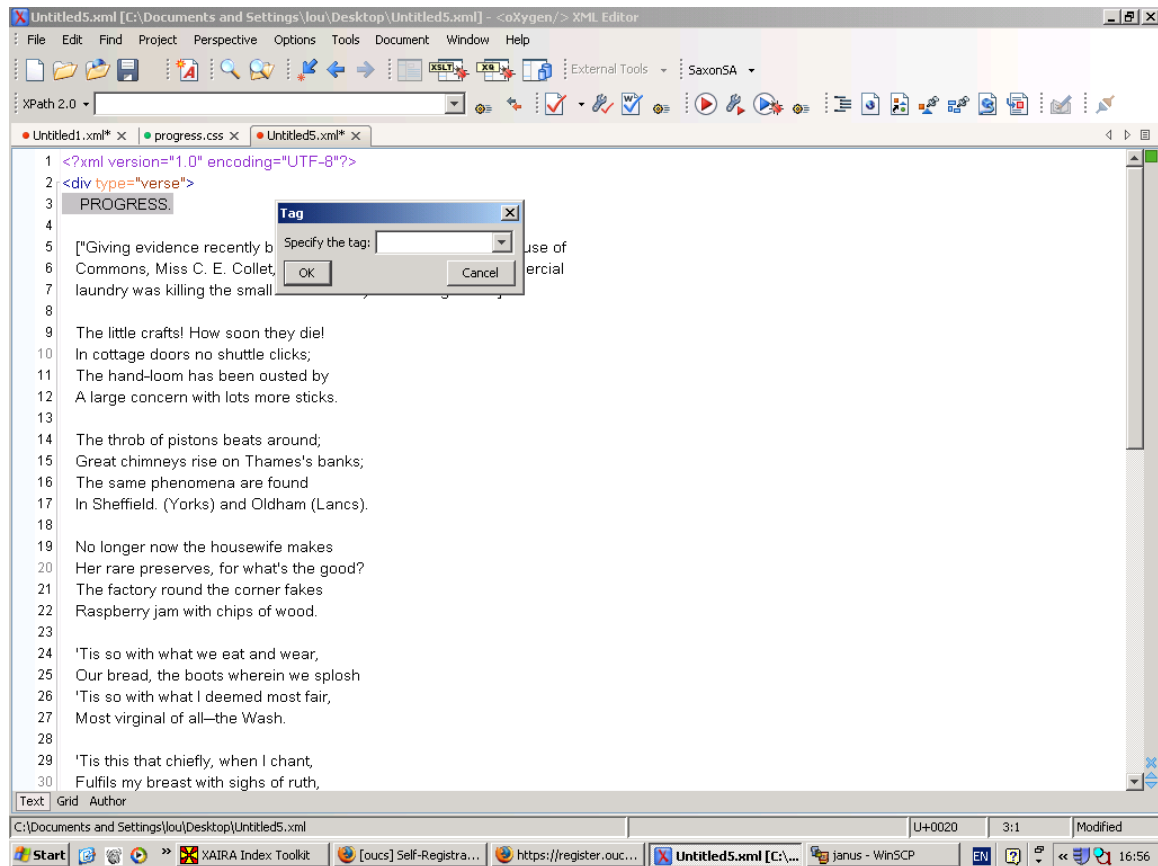 Untitled5.xml [C:\Documents and Settings\lou\Desktop\Untitled5.xml] - <oXygen/> XML Editor
File Edit Find Project Perspective Options Tools Document Window Help
XSLT XQ External Tools SaxonSA
XPath 2.0
Untitled1.xml* progress.css Untitled5.xml*
1 <?xml version="1.0" encoding="UTF-8"?>
2 <div type="verse">
3 PROGRESS.
Tag
4
5 ["Giving evidence recently b use of
Specify the tag:
6 Commons, Miss C. E. Collet, ercial
OK Cancel
7 laundry was killing the small
8
9 The little crafts! How soon they die!
10 In cottage doors no shuttle clicks;
11 The hand-loom has been ousted by
12 A large concern with lots more sticks.
13
14 The throb of pistons beats around;
15 Great chimneys rise on Thames's banks;
16 The same phenomena are found
17 In Sheffield. (Yorks) and Oldham (Lancs).
18
19 No longer now the housewife makes
20 Her rare preserves, for what's the good?
21 The factory round the corner fakes
22 Raspberry jam with chips of wood.
23
24 'Tis so with what we eat and wear,
25 Our bread, the boots wherein we splosh
26 'Tis so with what I deemed most fair,
27 Most virginal of all—the Wash.
28
29 'Tis this that chiefly, when I chant,
30 Fulfils my breast with sighs of ruth,
Text Grid Author
C:\Documents and Settings\lou\Desktop\Untitled5.xml U+0020 3:1 Modified
Start XAIRA Index Toolkit [oucs] Self-Registra... https://register.ouc... Untitled5.xml [C:\... janus - WinSCP EN 16:56